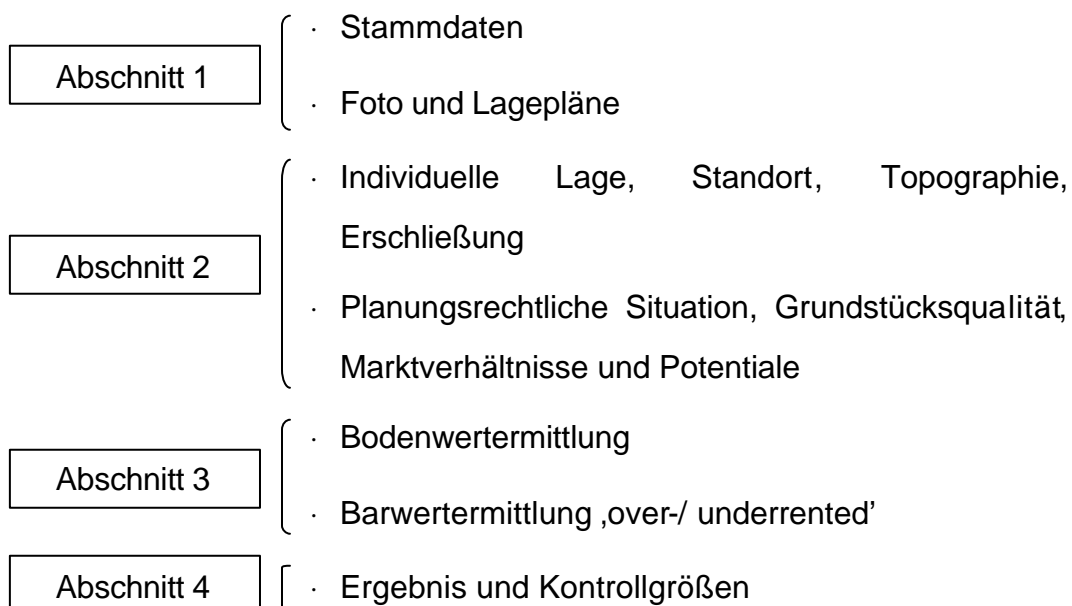 Abschnitt 1
· Stammdaten
· Foto und Lagepläne
Abschnitt 2
· Individuelle Lage, Standort, Topographie,
Erschließung
· Planungsrechtliche Situation, Grundstücksqualität,
Marktverhältnisse und Potentiale
Abschnitt 3
· Bodenwertermittlung
· Barwertermittlung ‚over-/ underrented’
Abschnitt 4
· Ergebnis und Kontrollgrößen